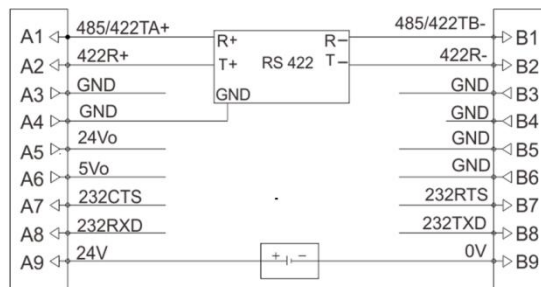 A1 485/422TA+ R+ R− 485/422TB- B1
A2 422R+ T+ RS 422 T− 422R- B2
A3 GND GND GND B3
A4 GND GND B4
A5 24Vo GND B5
A6 5Vo GND B6
A7 232CTS 232RTS B7
A8 232RXD 232TXD B8
A9 24V + − 0V B9